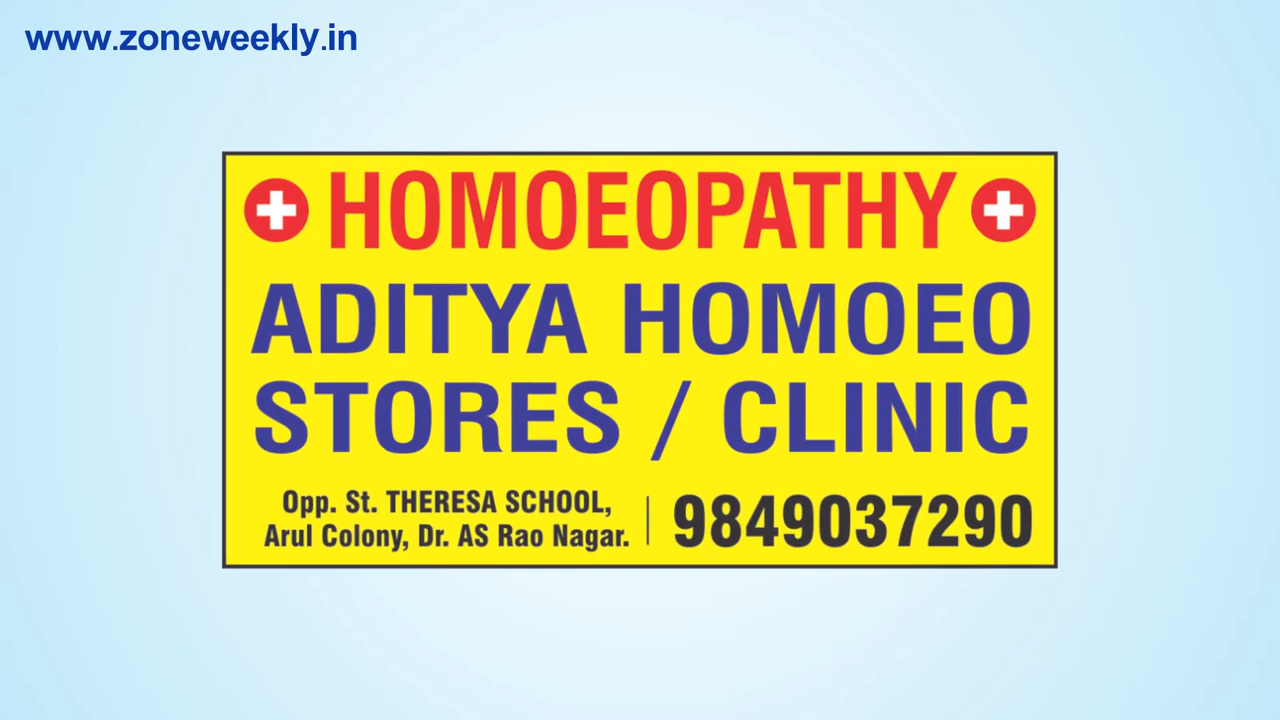 www.zoneweekly.in
HOMOEOPATHY
ADITYA HOMOEO
STORES / CLINIC
Opp. St. THERESA SCHOOL,
Arul Colony, Dr. AS Rao Nagar.
9849037290